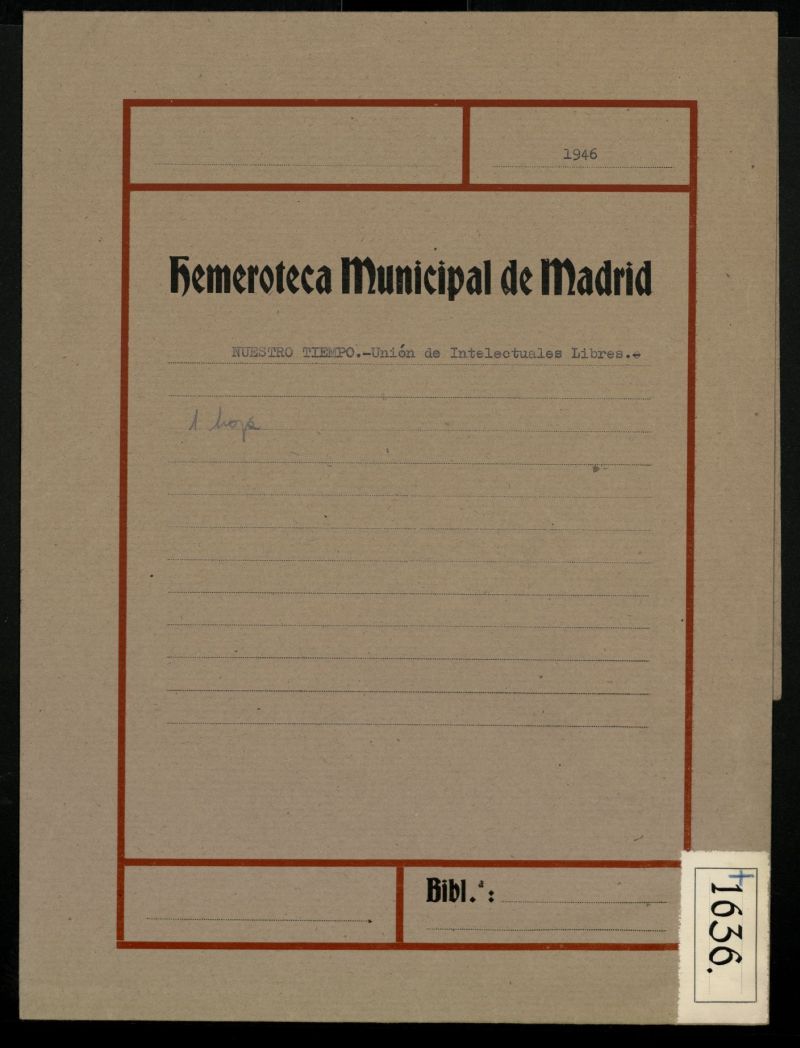 1946
Hemeroteca Municipal de Madrid
NUESTRO TIEMPO.-Unión de Intelectuales Libres.-
1 hoja
Bibl.ª:
+1636.